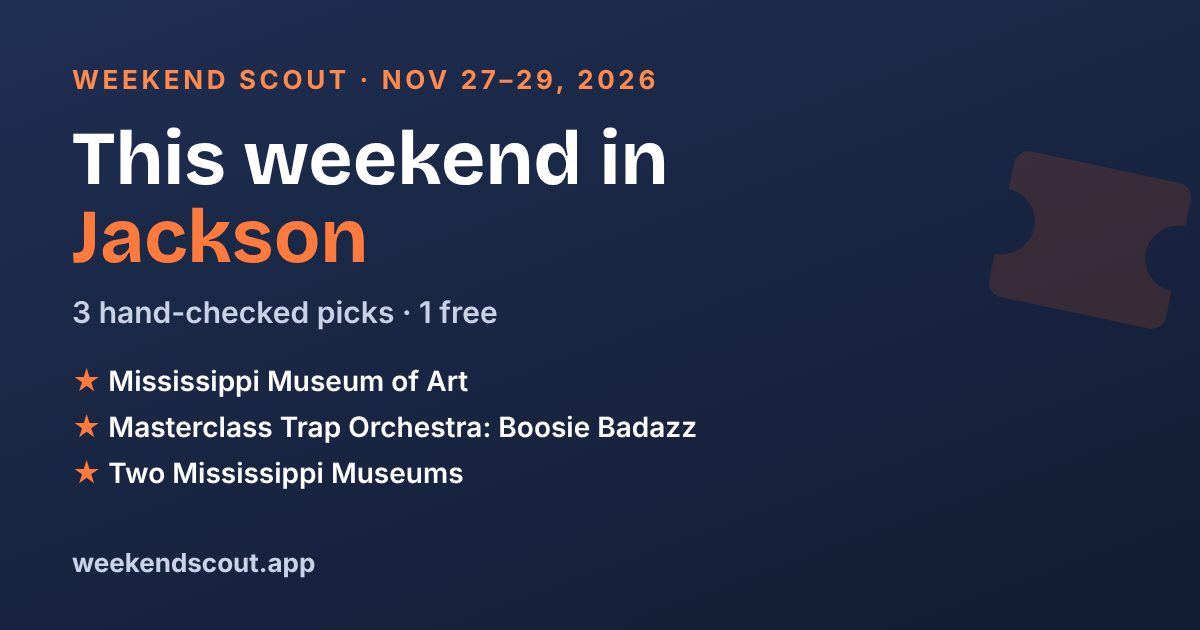 WEEKEND SCOUT · NOV 27–29, 2026
This weekend in
Jackson
3 hand-checked picks · 1 free
★ Mississippi Museum of Art
★ Masterclass Trap Orchestra: Boosie Badazz
★ Two Mississippi Museums
weekendscout.app